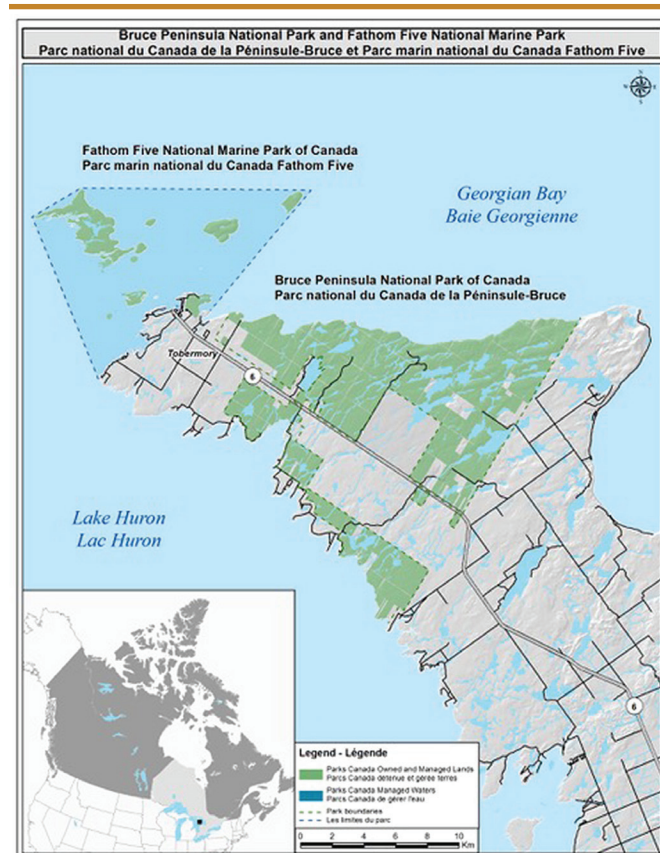 Bruce Peninsula National Park and Fathom Five National Marine Park
Parc national du Canada de la Péninsule-Bruce et Parc marin national du Canada Fathom Five
N
W E
S
Fathom Five National Marine Park of Canada
Parc marin national du Canada Fathom Five
Georgian Bay
Baie Georgienne
Bruce Peninsula National Park of Canada
Parc national du Canada de la Péninsule-Bruce
Tobermory
6
Lake Huron
Lac Huron
6
Legend - Légende
Parks Canada Owned and Managed Lands
Parcs Canada détenue et gérée terres
Parks Canada Managed Waters
Parcs Canada de gérer l'eau
Park boundaries
Les limites du parc
0 2 4 6 8 10
Km